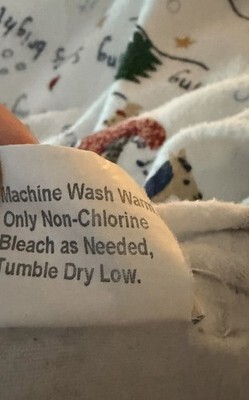 Machine Wash Warm
Only Non-Chlorine
Bleach as Needed,
Tumble Dry Low.